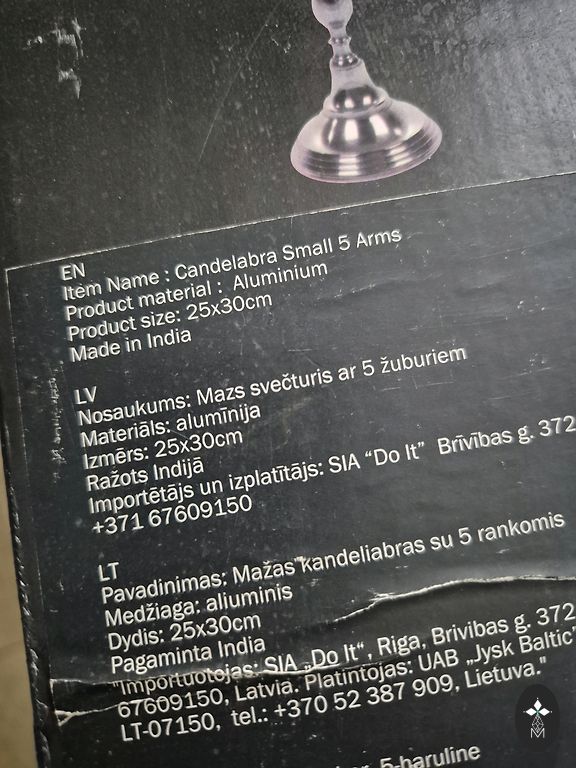 EN
Item Name : Candelabra Small 5 Arms
Product material : Aluminium
Product size: 25x30cm
Made in India
LV
Nosaukums: Mazs svečturis ar 5 žuburiem
Materiāls: alumīnija
Izmērs: 25x30cm
Ražots Indijā
Importētājs un izplatītājs: SIA “Do It” Brīvības g. 372
+371 67609150
LT
Pavadinimas: Mažas kandeliabras su 5 rankomis
Medžiaga: aliuminis
Dydis: 25x30cm
Pagaminta India
"Importuotojas: SIA „Do It“, Riga, Brivibas g. 372
67609150, Latvia. Platintojas: UAB „Jysk Baltic“
LT-07150, tel.: +370 52 387 909, Lietuva."
5-haruline
M